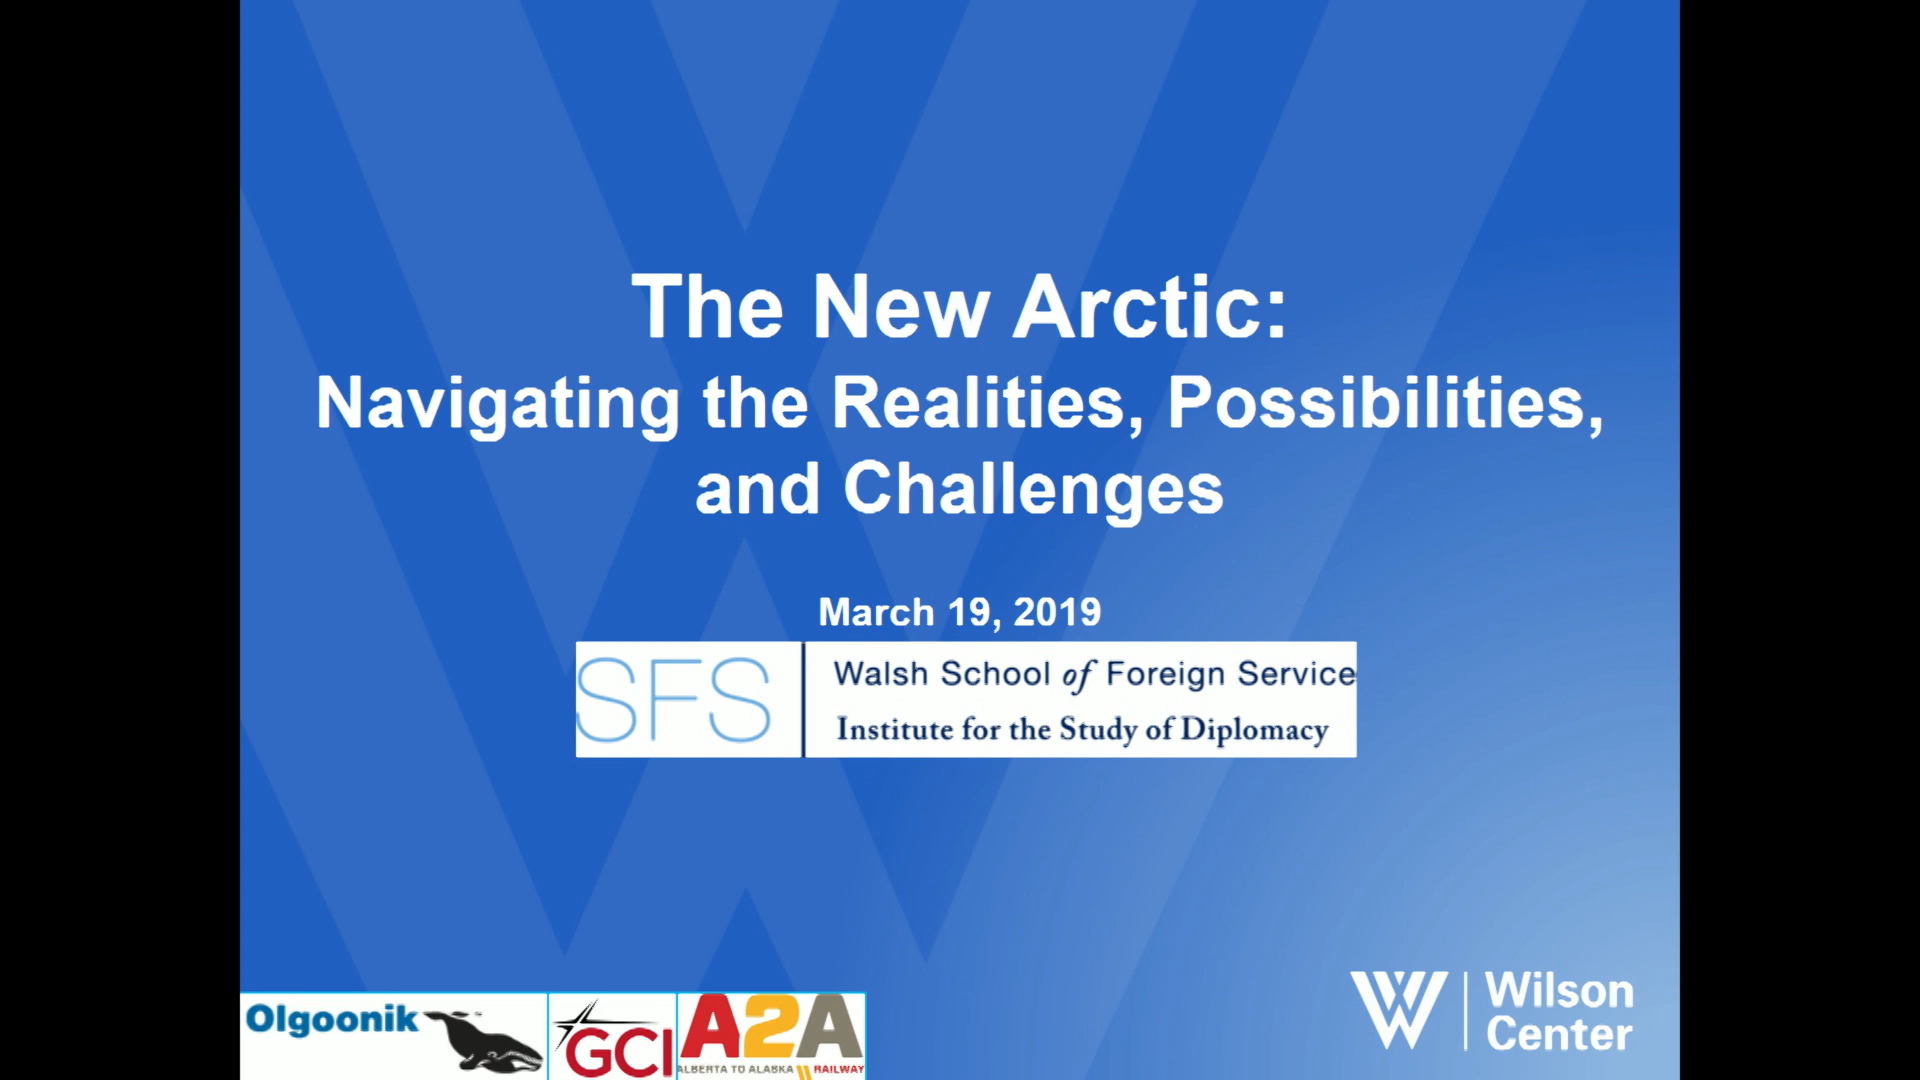 The New Arctic:
Navigating the Realities, Possibilities,
and Challenges
March 19, 2019
SFS
Walsh School of Foreign Service
Institute for the Study of Diplomacy
Olgoonik
GCI
A2A
ALBERTA TO ALASKA RAILWAY
W
Wilson
Center